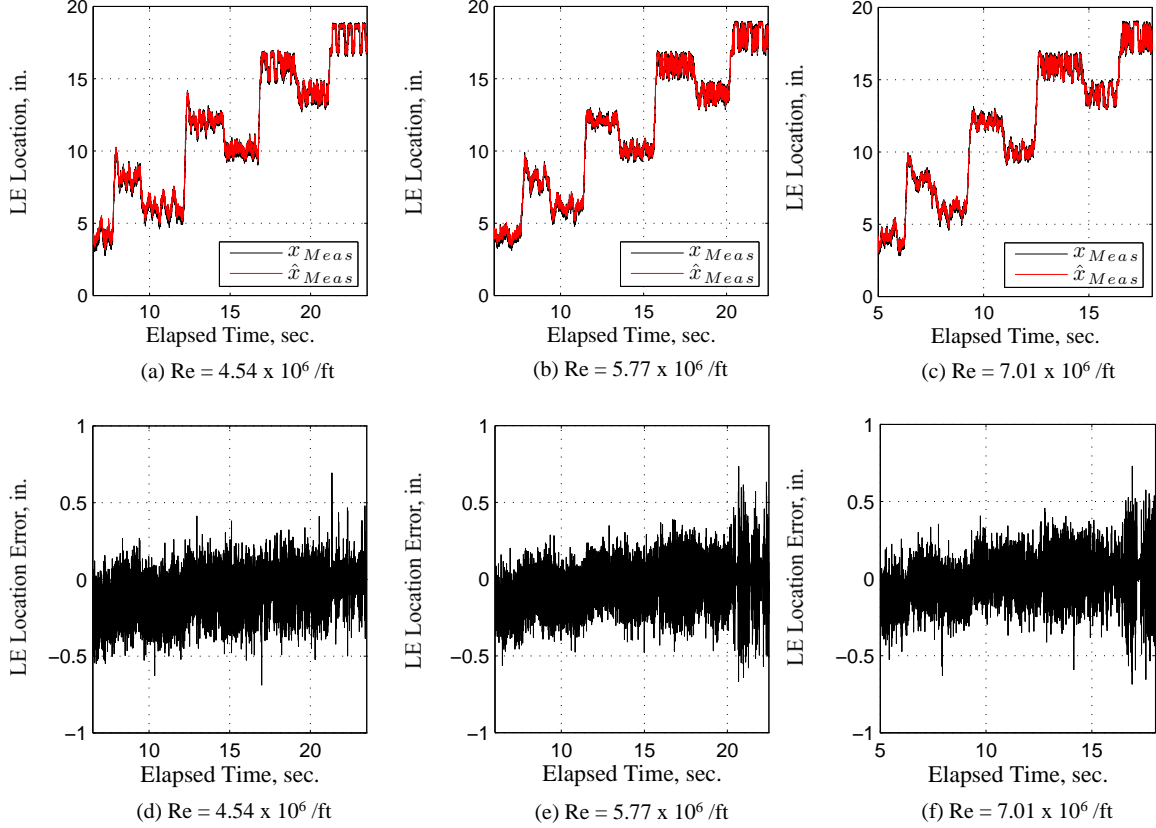 20
15
10
5
0
LE Location, in.
x Meas
x̂ Meas
10 15 20
Elapsed Time, sec.
(a) Re = 4.54 x 10⁶ /ft
20
15
10
5
0
LE Location, in.
x Meas
x̂ Meas
10 15 20
Elapsed Time, sec.
(b) Re = 5.77 x 10⁶ /ft
20
15
10
5
0
LE Location, in.
x Meas
x̂ Meas
5 10 15
Elapsed Time, sec.
(c) Re = 7.01 x 10⁶ /ft
1
0.5
0
−0.5
−1
LE Location Error, in.
10 15 20
Elapsed Time, sec.
(d) Re = 4.54 x 10⁶ /ft
1
0.5
0
−0.5
−1
LE Location Error, in.
10 15 20
Elapsed Time, sec.
(e) Re = 5.77 x 10⁶ /ft
1
0.5
0
−0.5
−1
LE Location Error, in.
5 10 15
Elapsed Time, sec.
(f) Re = 7.01 x 10⁶ /ft